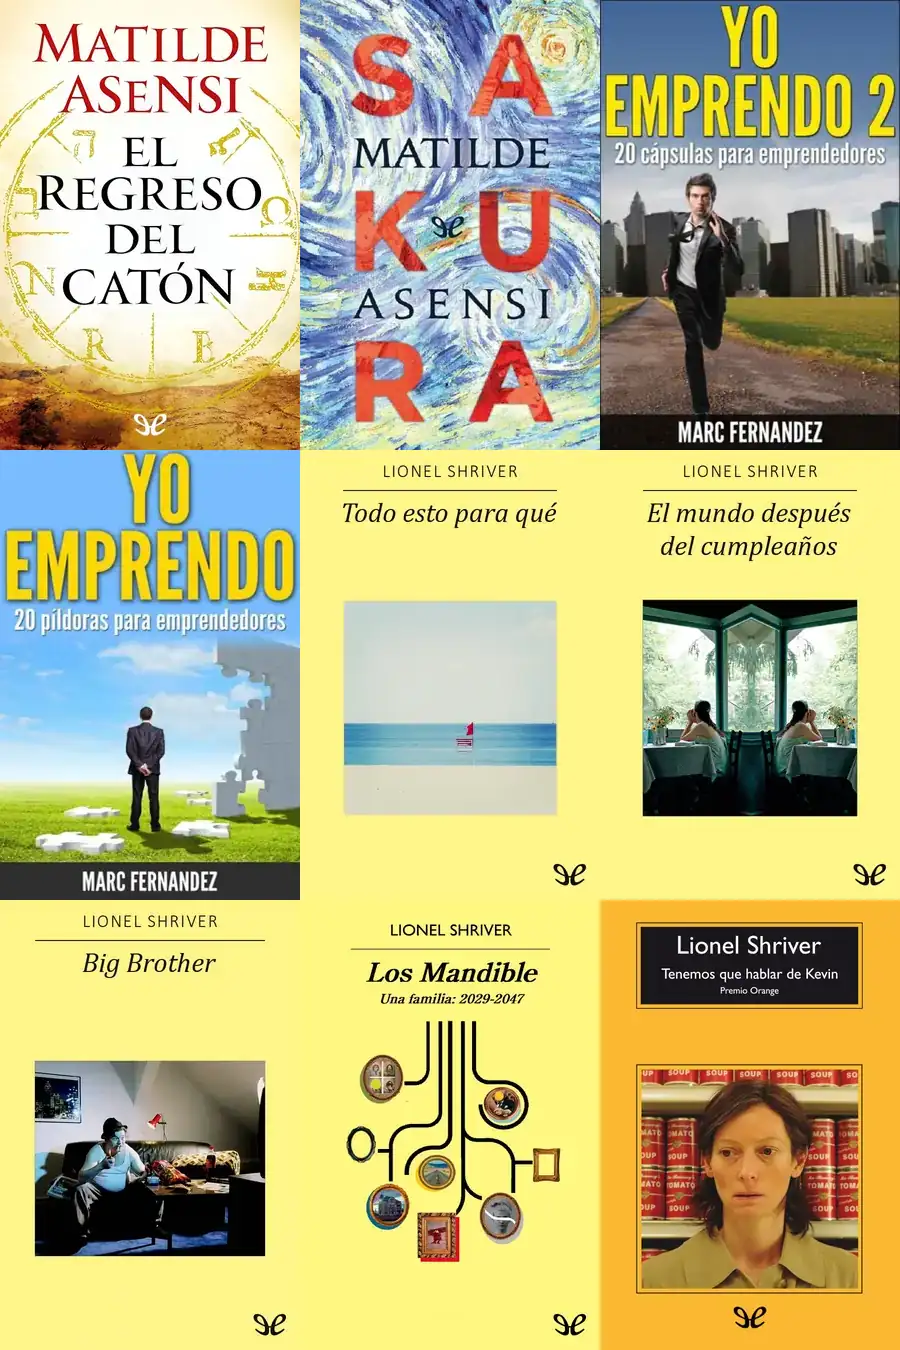 MATILDE
ASENSI
EL
REGRESO
DEL
CATÓN
SA
MATILDE
KU
ASENSI
RA
YO
EMPRENDO 2
20 cápsulas para emprendedores
MARC FERNANDEZ
YO
EMPRENDO
20 píldoras para emprendedores
MARC FERNANDEZ
LIONEL SHRIVER
Todo esto para qué
LIONEL SHRIVER
El mundo después
del cumpleaños
LIONEL SHRIVER
Big Brother
LIONEL SHRIVER
Los Mandible
Una familia: 2029-2047
Lionel Shriver
Tenemos que hablar de Kevin
Premio Orange